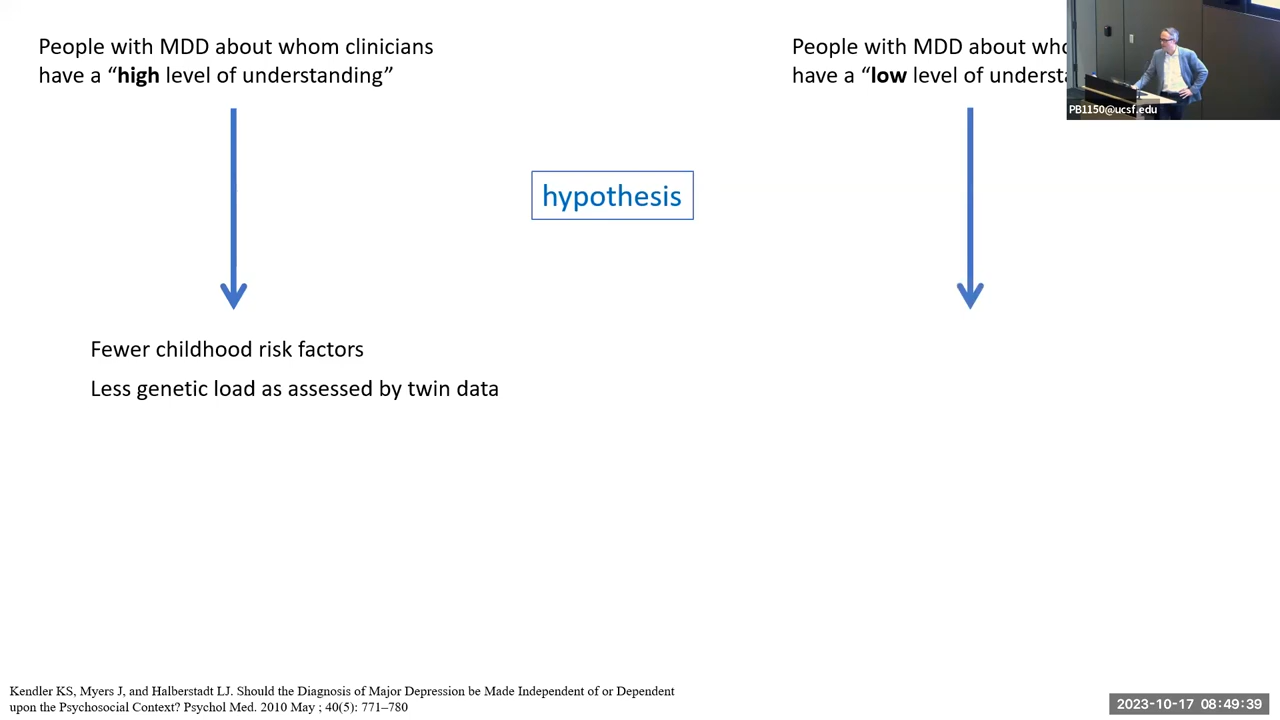 People with MDD about whom clinicians
have a “high level of understanding”
People with MDD about
have a “low level of
PB1150@ucsf.edu
hypothesis
Fewer childhood risk factors
Less genetic load as assessed by twin data
Kendler KS, Myers J, and Halberstadt LJ. Should the Diagnosis of Major Depression be Made Independent of or Dependent
upon the Psychosocial Context? Psychol Med. 2010 May ; 40(5): 771–780
2023-10-17 08:49:39